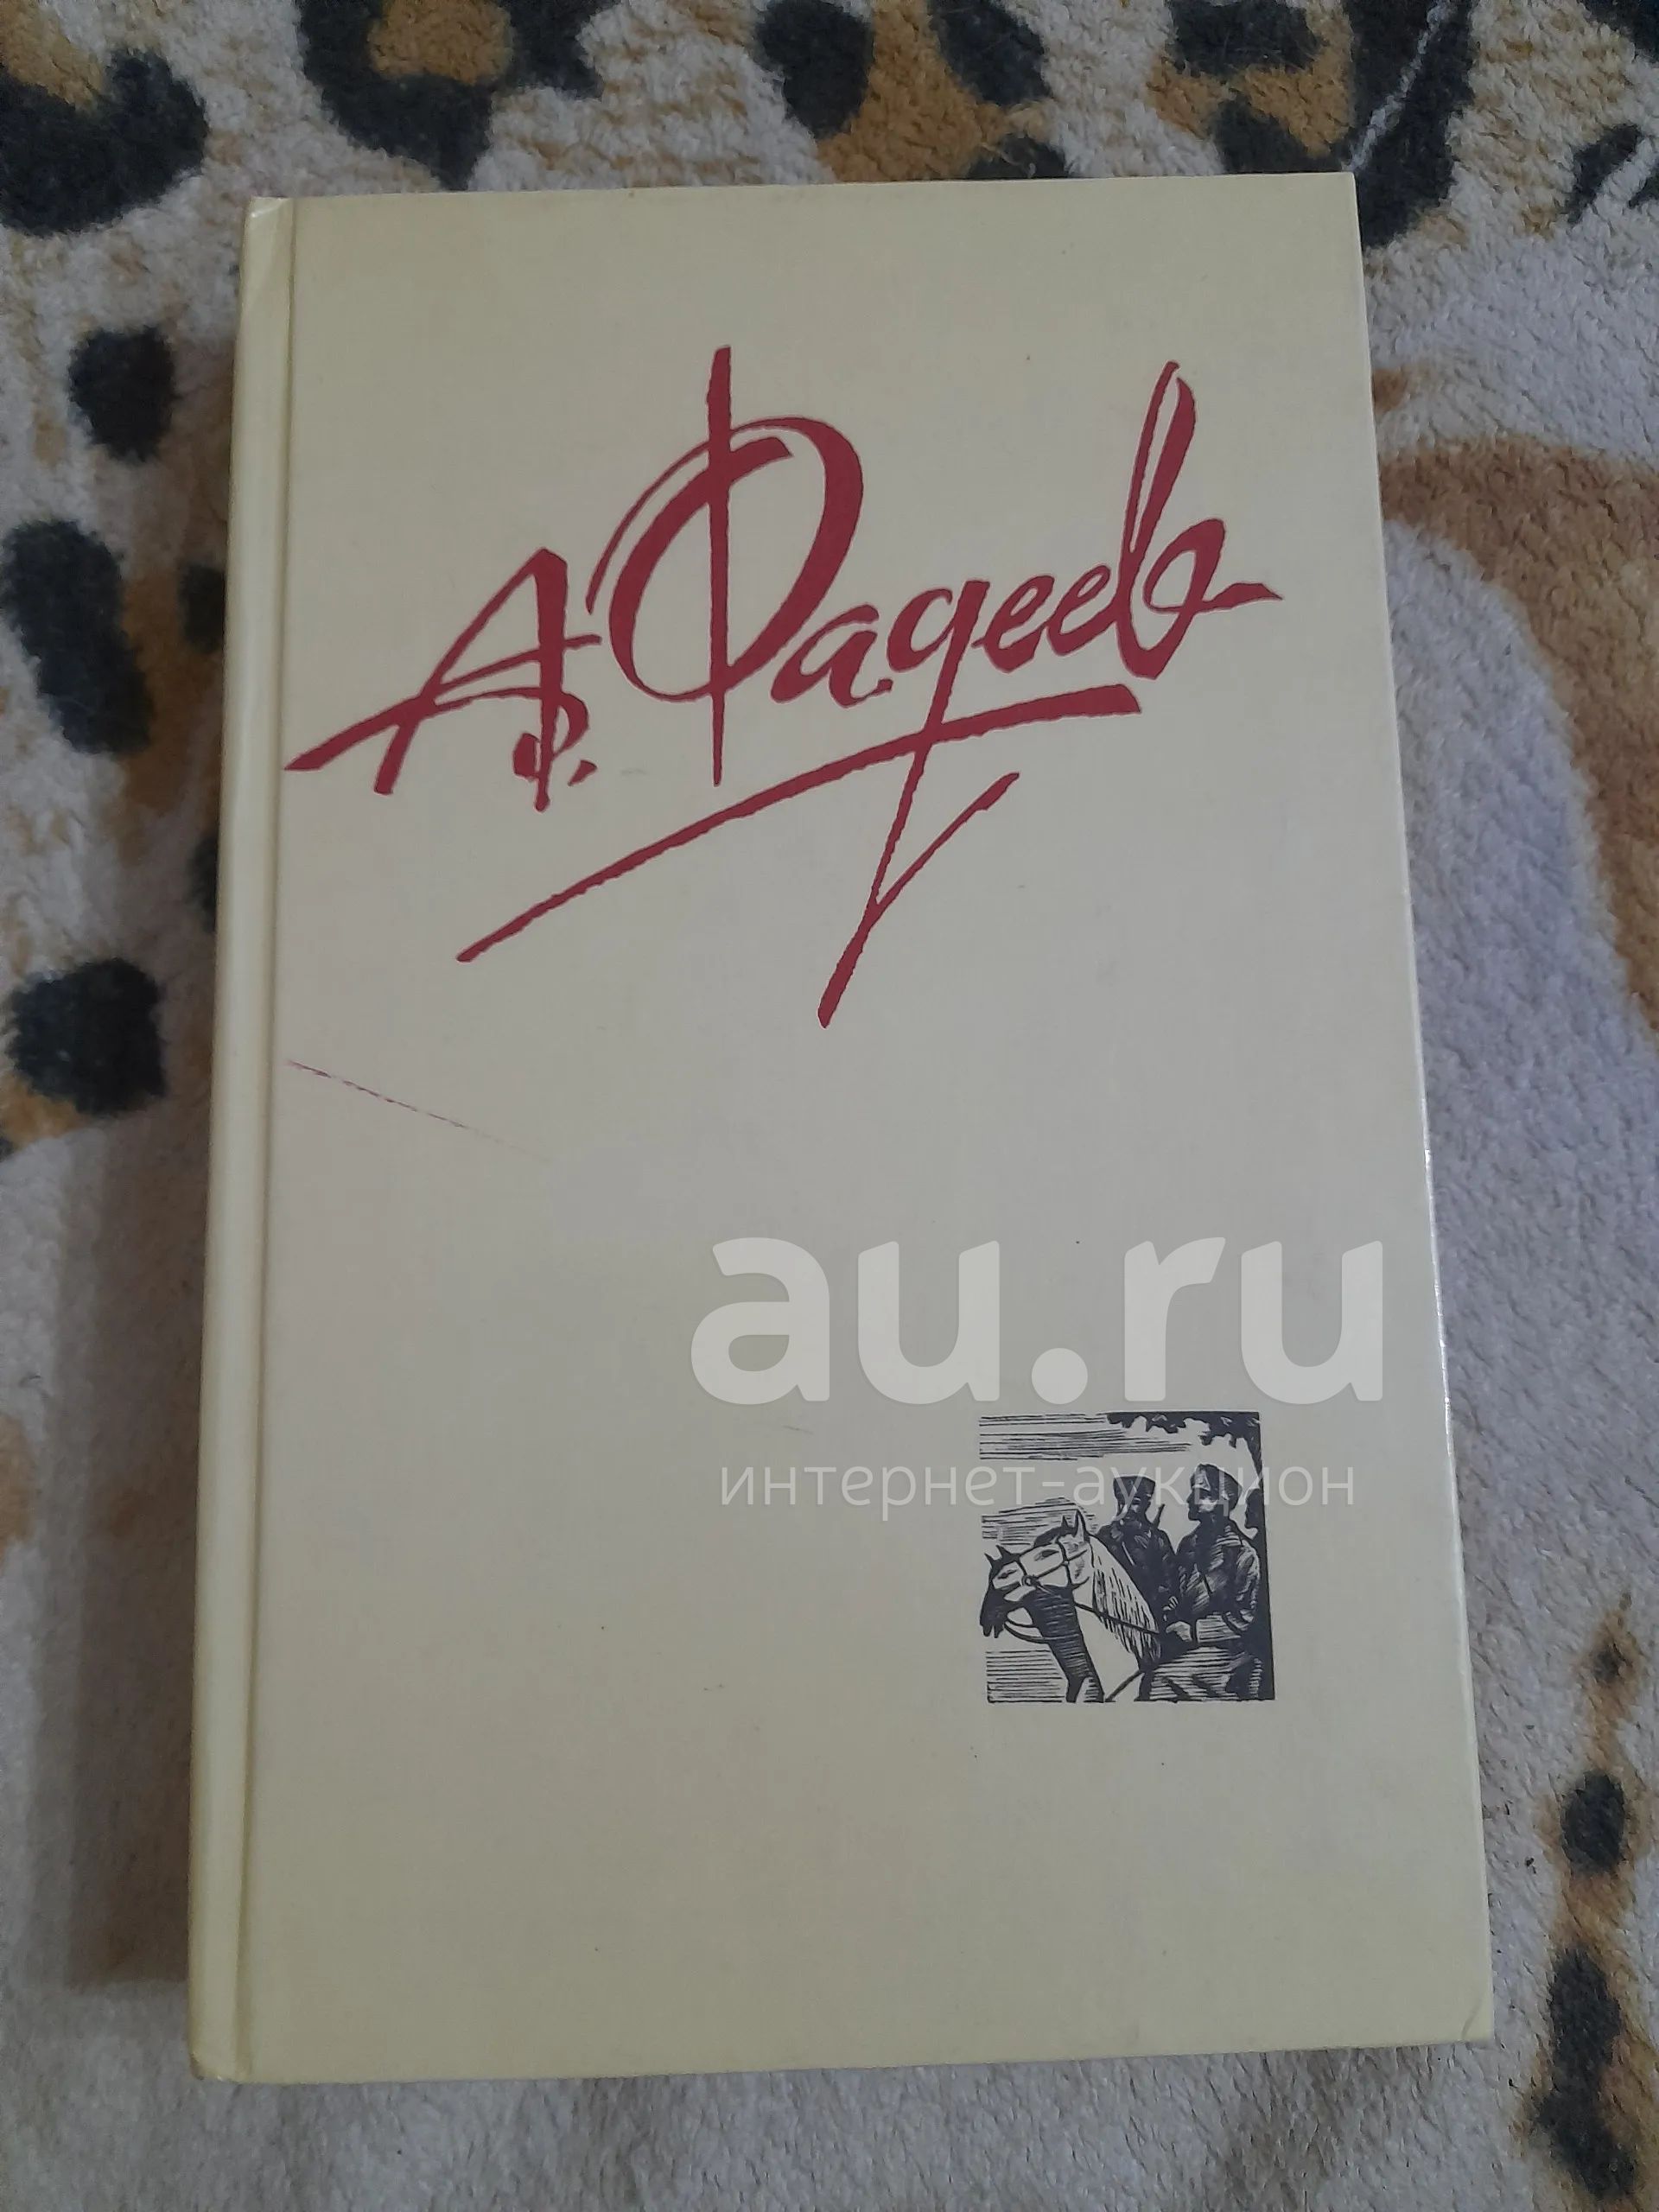 А. Фадеев
au.ru
интернет-аукцион